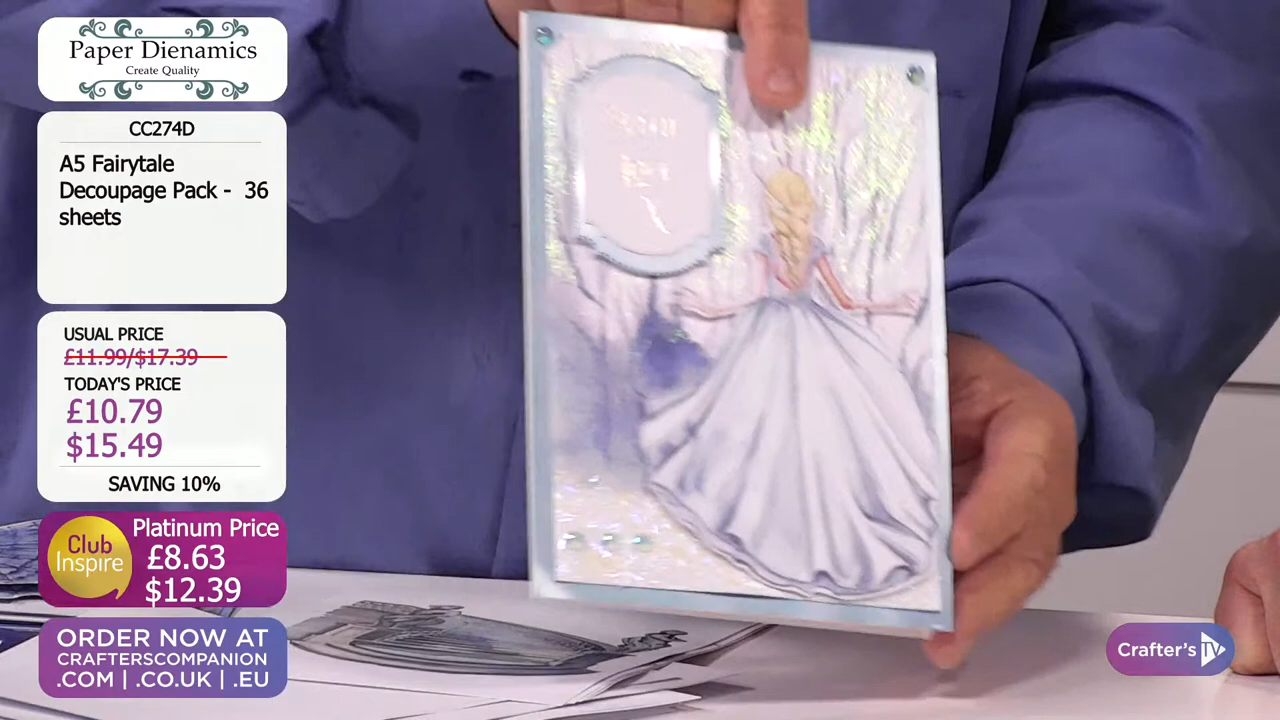 Paper Dienamics
Create Quality
CC274D
A5 Fairytale
Decoupage Pack - 36
sheets
USUAL PRICE
£11.99/$17.39
TODAY'S PRICE
£10.79
$15.49
SAVING 10%
Club
Inspire
Platinum Price
£8.63
$12.39
ORDER NOW AT
CRAFTERSCOMPANION
.COM | .CO.UK | .EU
Crafter's TV